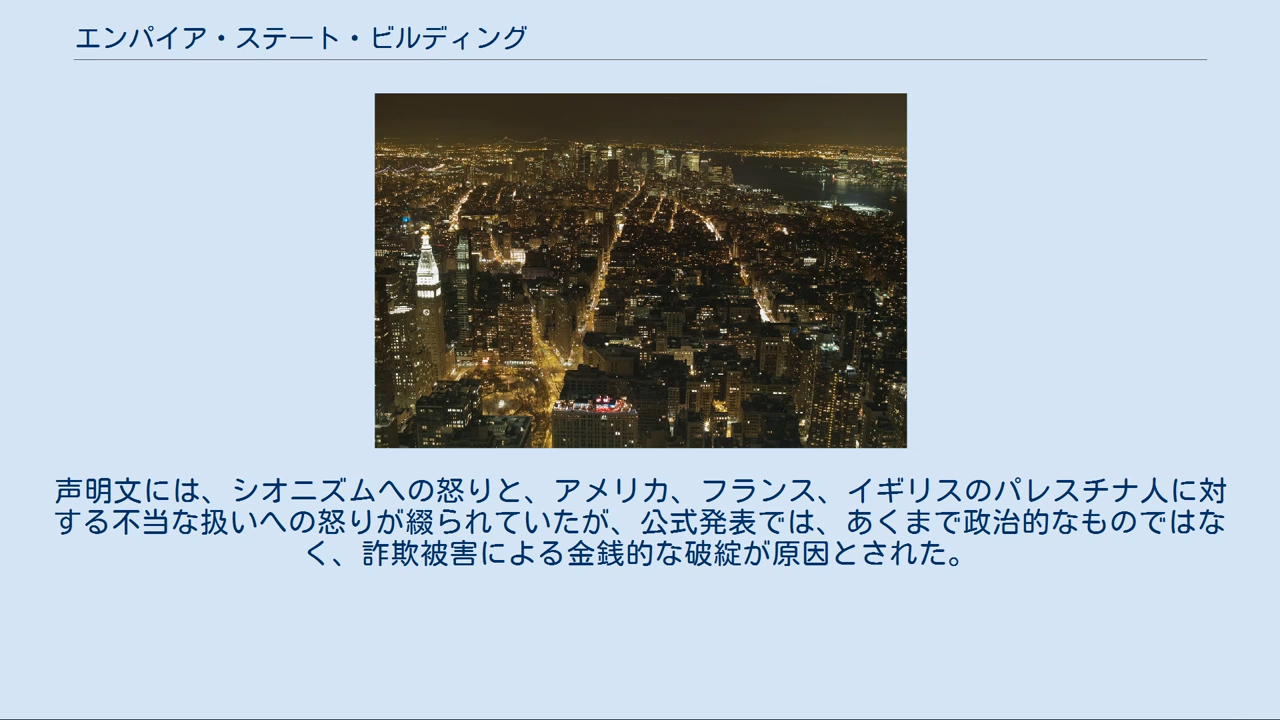 エンパイア・ステート・ビルディング
声明文には、シオニズムへの怒りと、アメリカ、フランス、イギリスのパレスチナ人に対
する不当な扱いへの怒りが綴られていたが、公式発表では、あくまで政治的なものではな
く、詐欺被害による金銭的な破綻が原因とされた。